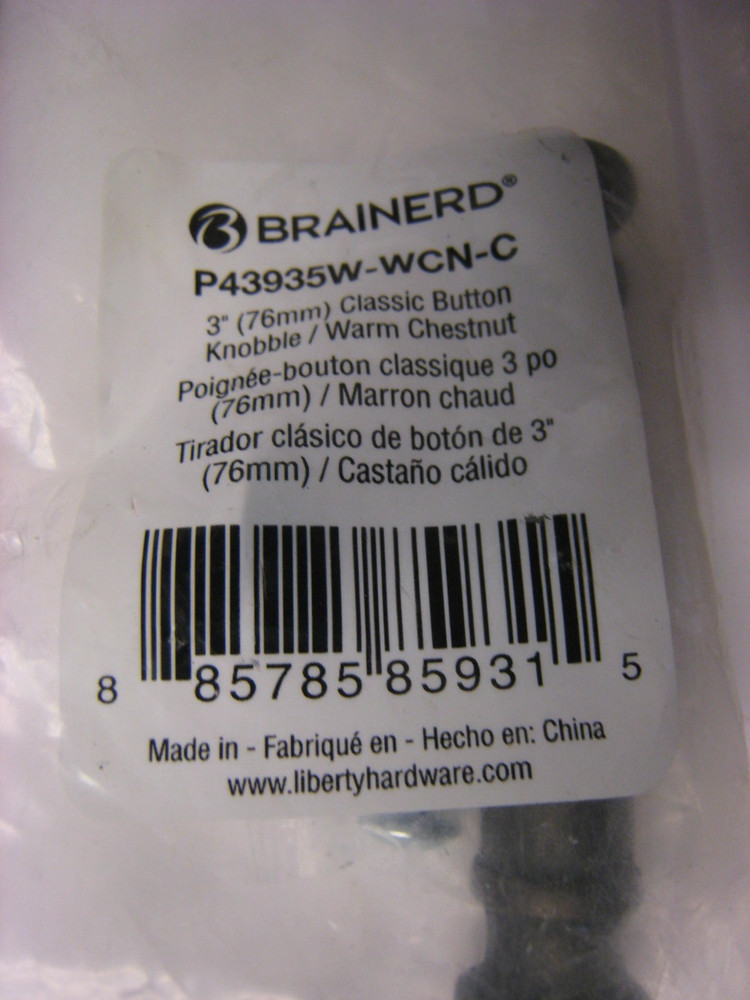 BRAINERD®
P43935W-WCN-C
3" (76mm) Classic Button
Knobble / Warm Chestnut
Poignée-bouton classique 3 po
(76mm) / Marron chaud
Tirador clásico de botón de 3"
(76mm) / Castaño cálido
8 85785 85931 5
Made in - Fabriqué en - Hecho en: China
www.libertyhardware.com